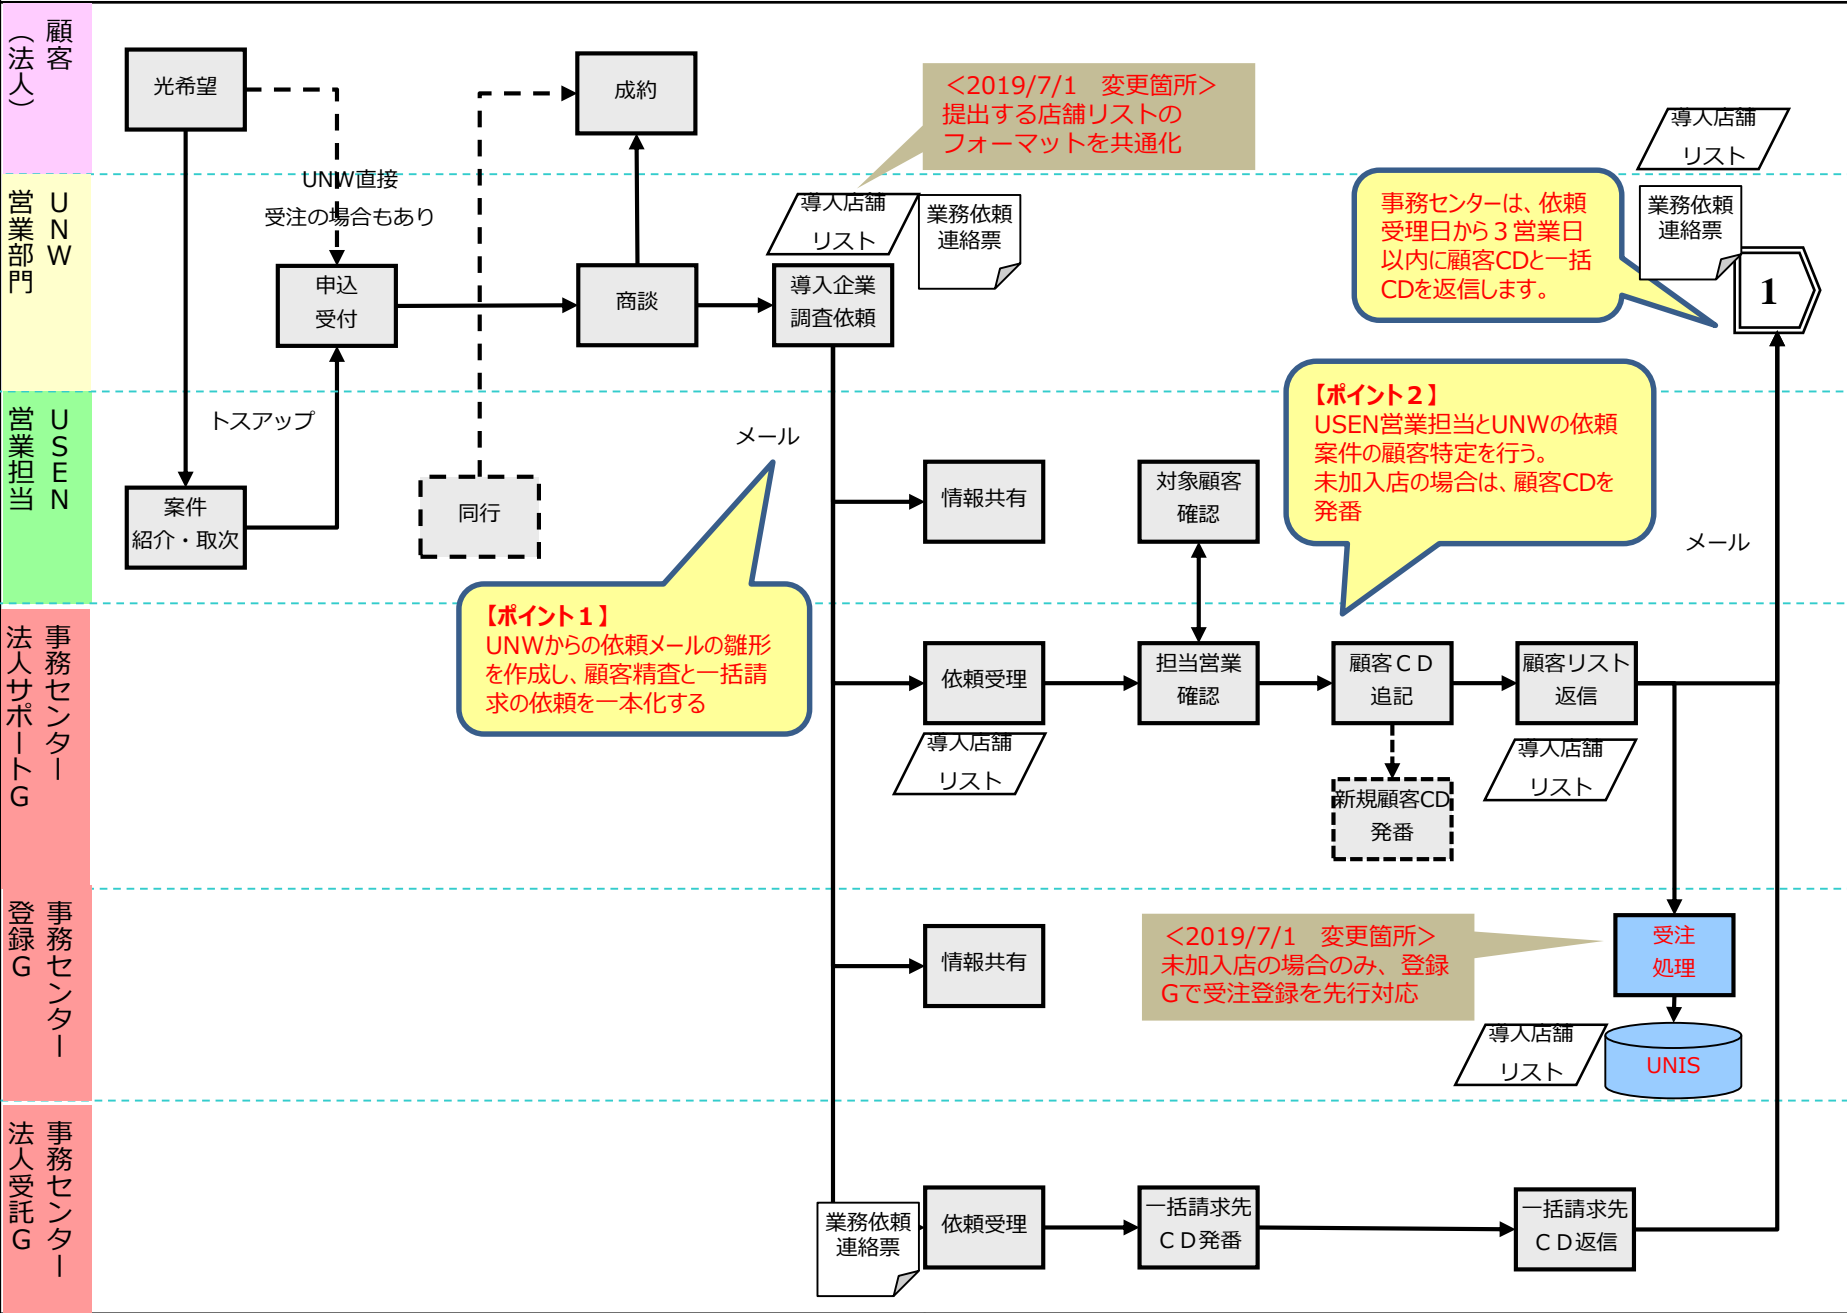 顧客
（法人）
光希望
成約
＜2019/7/1　変更箇所＞
提出する店舗リストの
フォーマットを共通化
導入店舗
リスト
UNW
営業部門
UNW直接
受注の場合もあり
申込
受付
商談
導入店舗
リスト
業務依頼
連絡票
導入企業
調査依頼
事務センターは、依頼
受理日から３営業日
以内に顧客CDと一括
CDを返信します。
業務依頼
連絡票
1
USEN
営業担当
トスアップ
案件
紹介・取次
同行
メール
情報共有
対象顧客
確認
【ポイント２】
USEN営業担当とUNWの依頼
案件の顧客特定を行う。
未加入店の場合は、顧客CDを
発番
メール
事務センター
法人サポートG
【ポイント１】
UNWからの依頼メールの雛形
を作成し、顧客精査と一括請
求の依頼を一本化する
依頼受理
導入店舗
リスト
担当営業
確認
顧客ＣＤ
追記
新規顧客CD
発番
顧客リスト
返信
導入店舗
リスト
事務センター
登録G
情報共有
＜2019/7/1　変更箇所＞
未加入店の場合のみ、登録
Gで受注登録を先行対応
受注
処理
導入店舗
リスト
UNIS
事務センター
法人受託G
業務依頼
連絡票
依頼受理
一括請求先
ＣＤ発番
一括請求先
ＣＤ返信